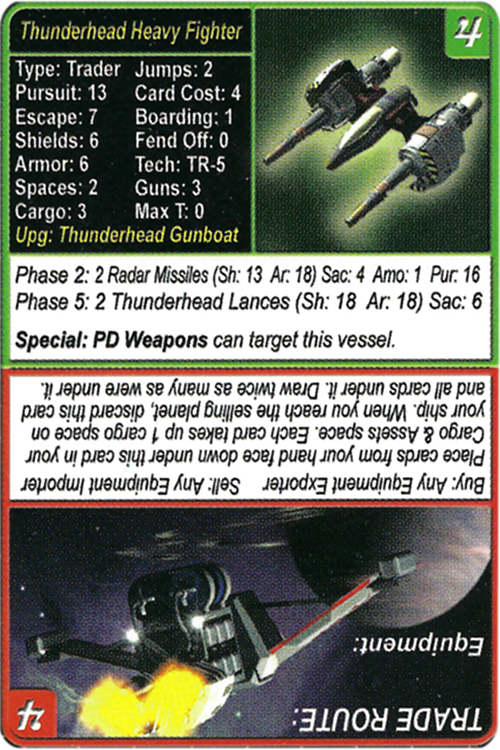 Thunderhead Heavy Fighter
4
Type: Trader Jumps: 2
Pursuit: 13 Card Cost: 4
Escape: 7 Boarding: 1
Shields: 6 Fend Off: 0
Armor: 6 Tech: TR-5
Spaces: 2 Guns: 3
Cargo: 3 Max T: 0
Upg: Thunderhead Gunboat
Phase 2: 2 Radar Missiles (Sh: 13 Ar: 18) Sac: 4 Amo: 1 Pur: 16
Phase 5: 2 Thunderhead Lances (Sh: 18 Ar: 18) Sac: 6
Special: PD Weapons can target this vessel.
TRADE ROUTE:
4
Equipment:
Buy: Any Equipment Exporter Sell: Any Equipment Importer
Place cards from your hand face down under this card in your
Cargo & Assets space. Each card takes up 1 cargo space on
your ship. When you reach the selling planet, discard this card
and all cards under it. Draw twice as many as were under it.